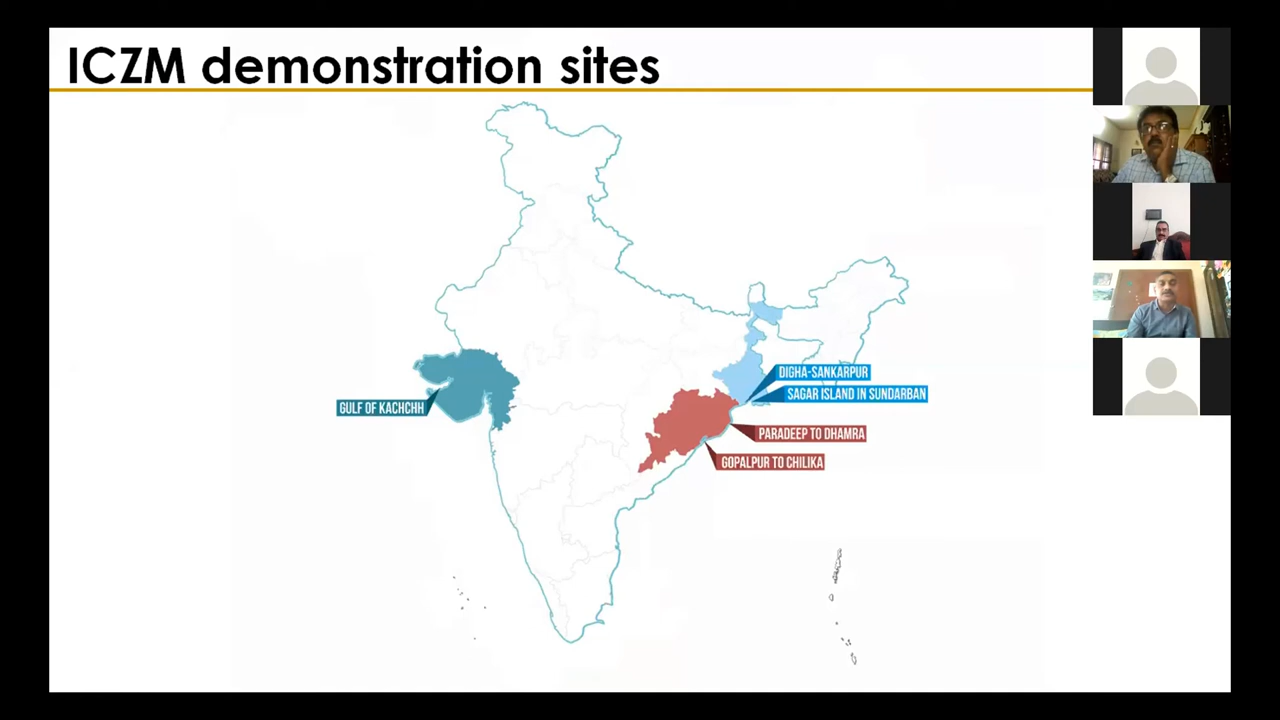 ICZM demonstration sites
DIGHA-SANKARPUR
SAGAR ISLAND IN SUNDARBAN
GULF OF KACHCHH
PARADEEP TO DHAMRA
GOPALPUR TO CHILIKA